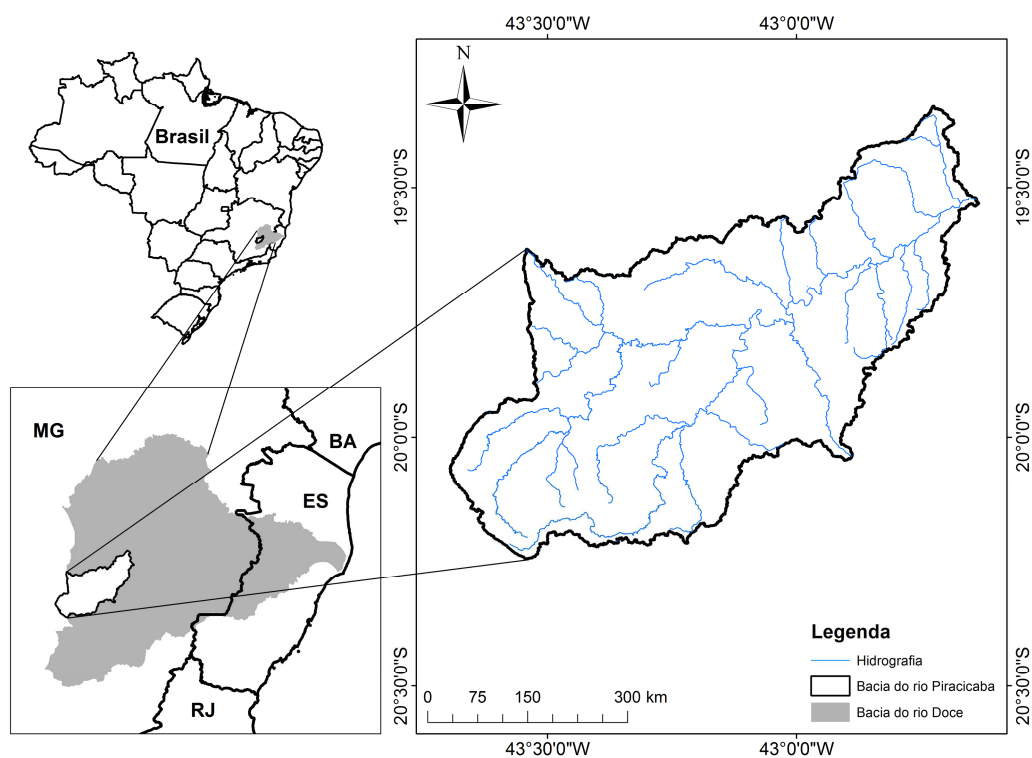 43°30'0"W
43°0'0"W
N
Brasil
19°30'0"S
19°30'0"S
20°0'0"S
20°0'0"S
MG
BA
ES
RJ
Legenda
Hidrografia
Bacia do rio Piracicaba
Bacia do rio Doce
0 75 150 300 km
20°30'0"S
20°30'0"S
43°30'0"W
43°0'0"W